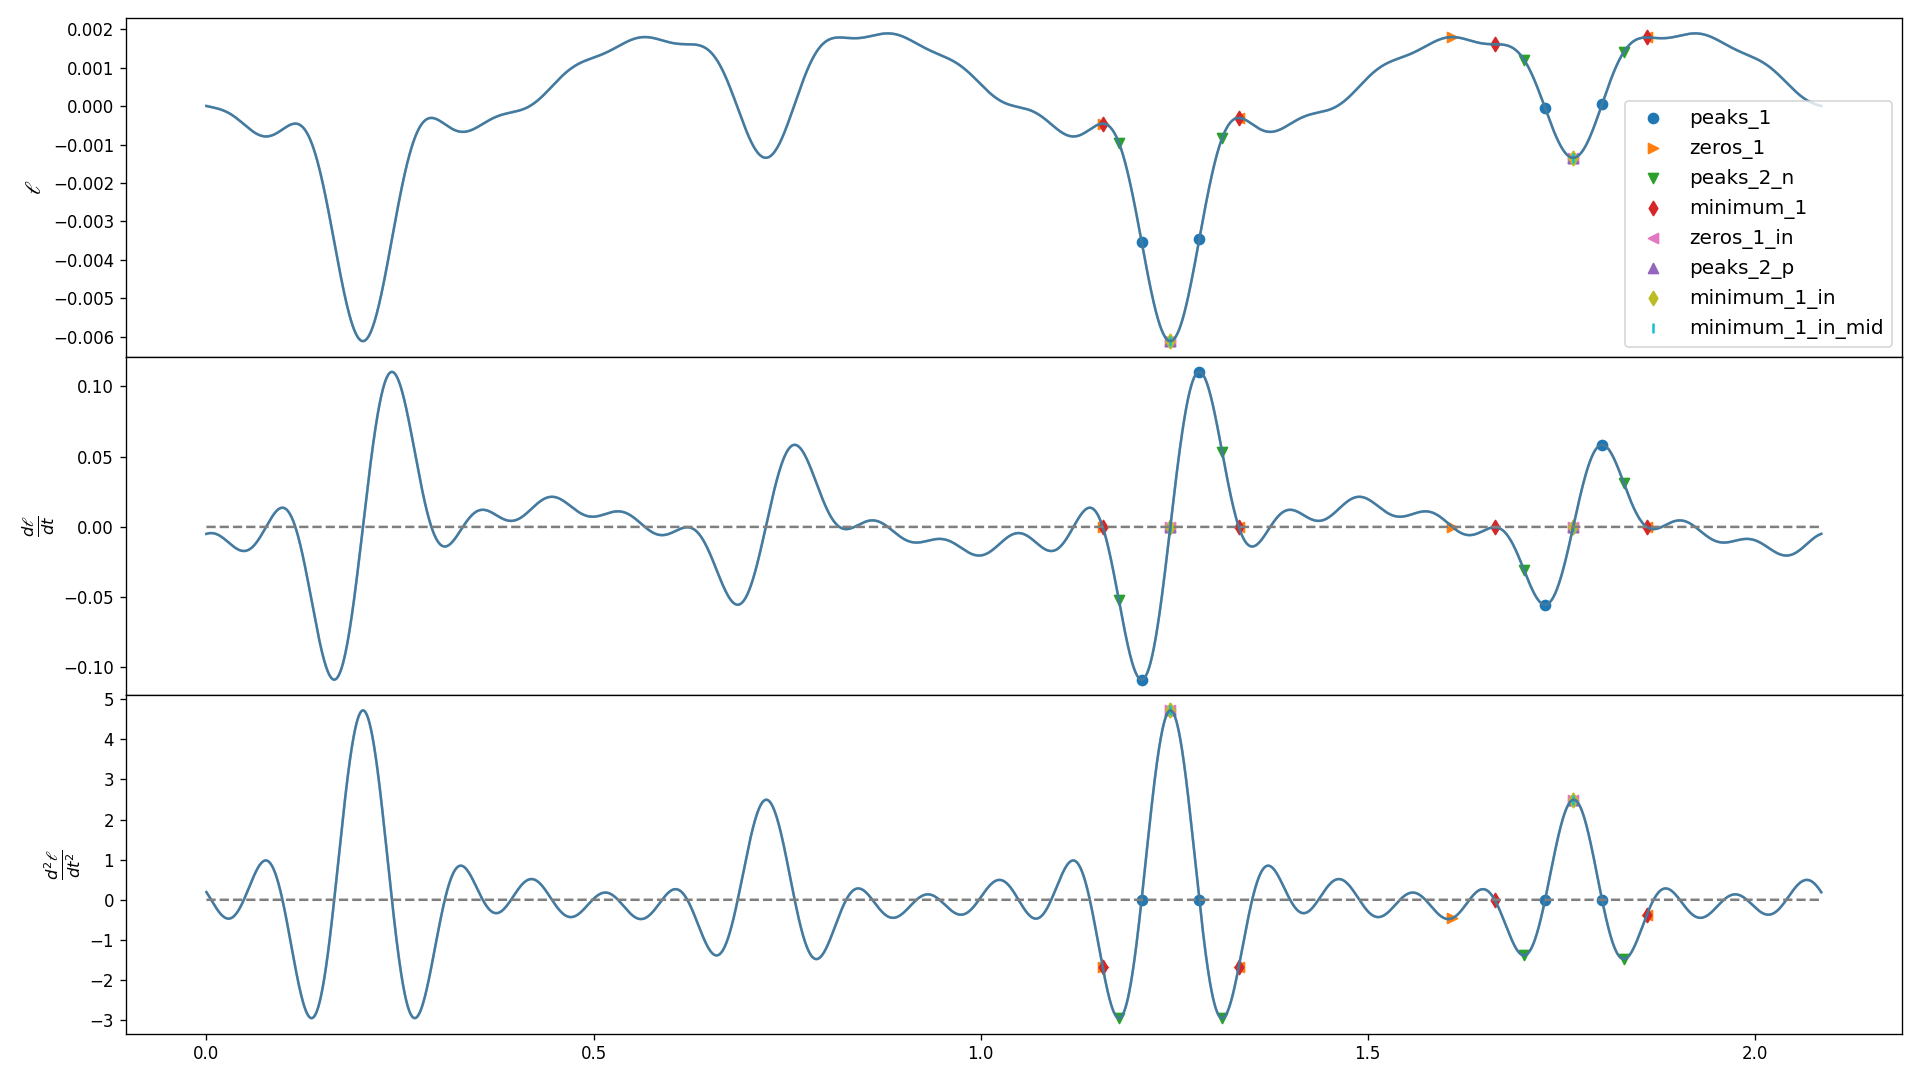 0.002
0.001
0.000
−0.001
−0.002
−0.003
−0.004
−0.005
−0.006
ℓ
peaks_1
zeros_1
peaks_2_n
minimum_1
zeros_1_in
peaks_2_p
minimum_1_in
minimum_1_in_mid
0.10
0.05
0.00
−0.05
−0.10
dℓ
dt
5
4
3
2
1
0
−1
−2
−3
d²ℓ
dt²
0.0 0.5 1.0 1.5 2.0